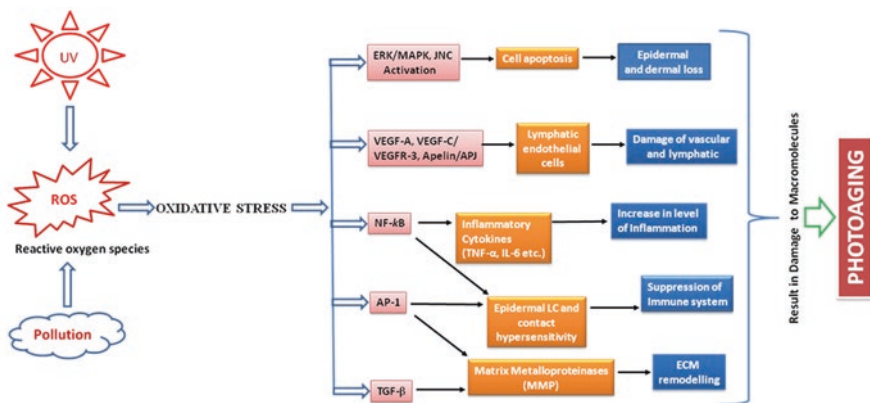 UV
ROS
Reactive oxygen species
Pollution
OXIDATIVE STRESS
ERK/MAPK, JNC
Activation
Cell apoptosis
Epidermal
and dermal loss
VEGF-A, VEGF-C/
VEGFR-3, Apelin/APJ
Lymphatic
endothelial
cells
Damage of vascular
and lymphatic
NF-kB
Inflammatory
Cytokines
(TNF-α, IL-6 etc.)
Increase in level
of Inflammation
AP-1
Epidermal LC and
contact
hypersensitivity
Suppression of
Immune system
TGF-β
Matrix Metalloproteinases
(MMP)
ECM
remodelling
Result in Damage to Macromolecules
PHOTOAGING